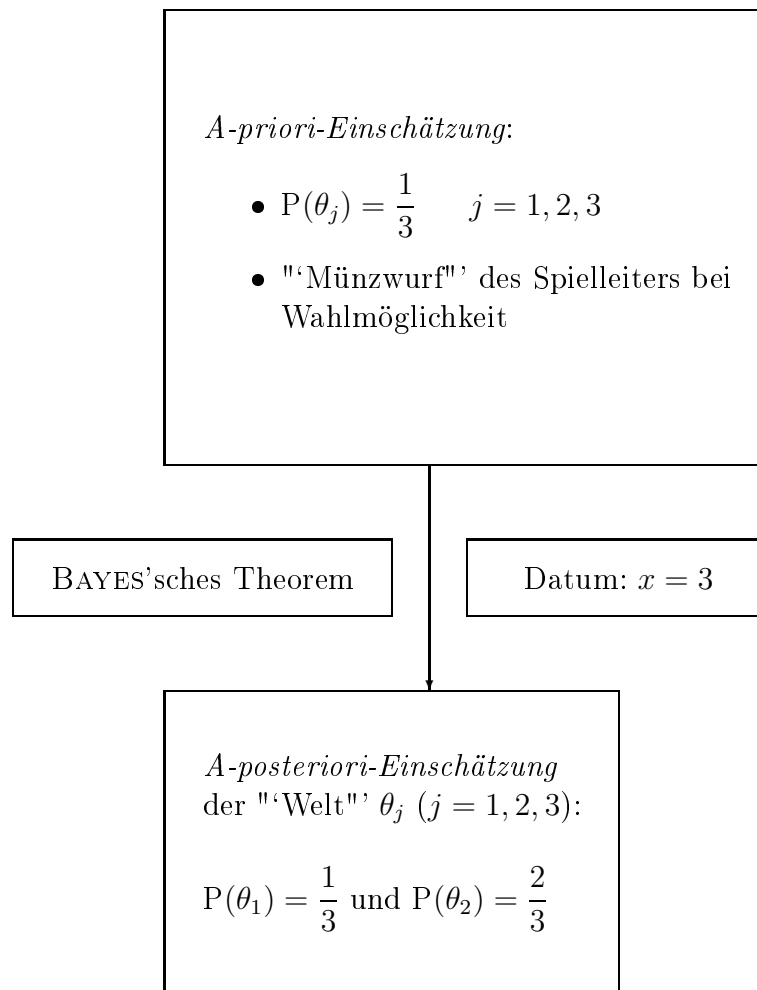 A-priori-Einschätzung:
• P(θ_j) = 1/3 j = 1, 2, 3
• "‘Münzwurf"’ des Spielleiters bei
Wahlmöglichkeit
BAYES’sches Theorem
Datum: x = 3
A-posteriori-Einschätzung
der "‘Welt"’ θ_j (j = 1, 2, 3):
P(θ_1) = 1/3 und P(θ_2) = 2/3